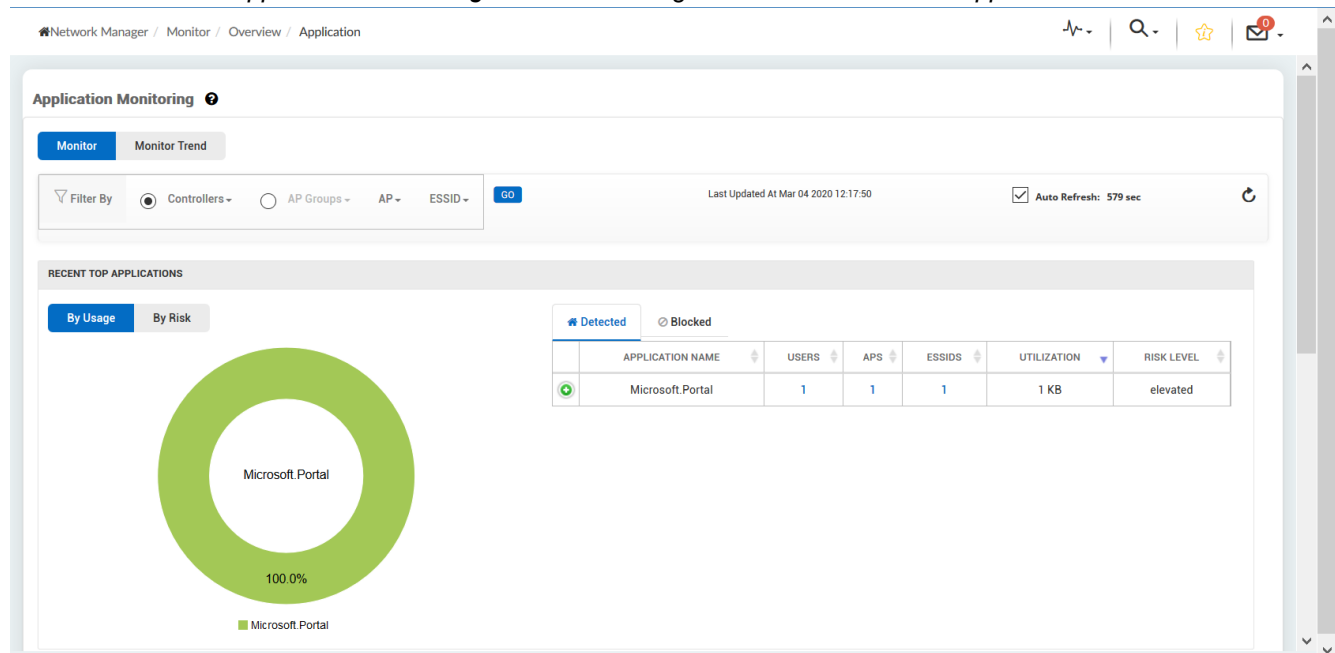 Network Manager / Monitor / Overview / Application
0
Application Monitoring ?
Monitor Monitor Trend
Filter By Controllers AP Groups AP ESSID GO Last Updated At Mar 04 2020 12:17:50 Auto Refresh: 579 sec
RECENT TOP APPLICATIONS
By Usage By Risk
Detected Blocked
APPLICATION NAME USERS APS ESSIDS UTILIZATION RISK LEVEL
Microsoft.Portal 1 1 1 1 KB elevated
Microsoft.Portal
100.0%
Microsoft.Portal